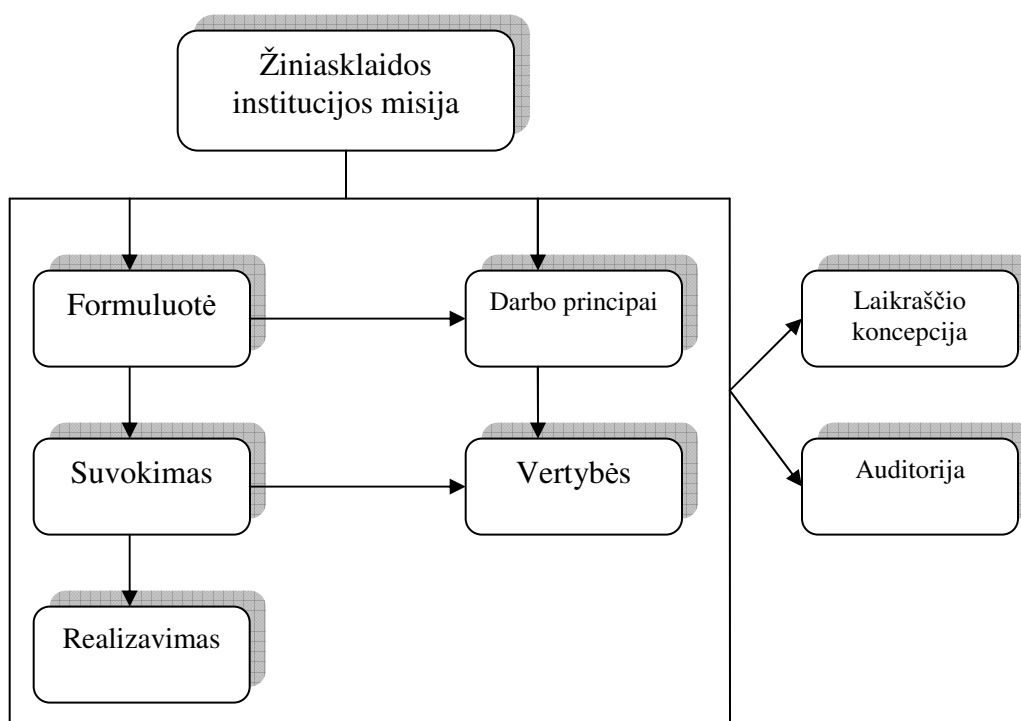 Žiniasklaidos
institucijos misija
Formuluotė
Darbo principai
Laikraščio
koncepcija
Suvokimas
Vertybės
Auditorija
Realizavimas